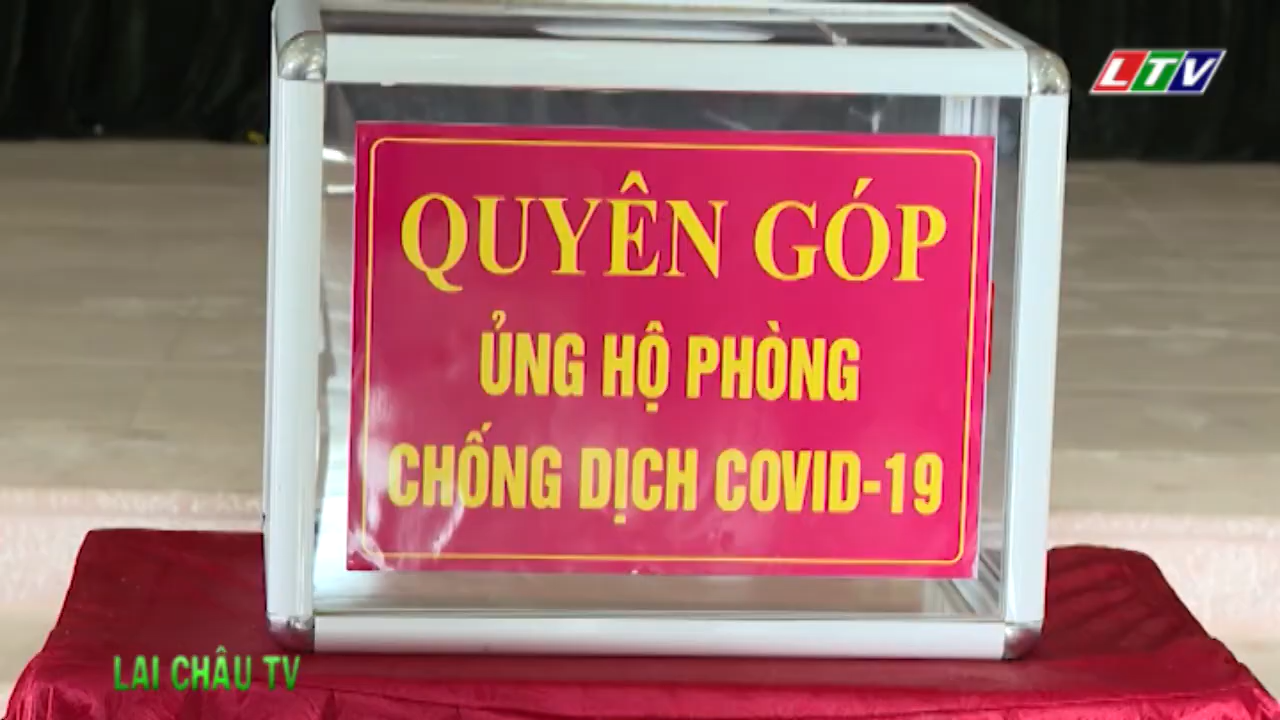 LTV
QUYÊN GÓP
ỦNG HỘ PHÒNG
CHỐNG DỊCH COVID-19
LAI CHÂU TV